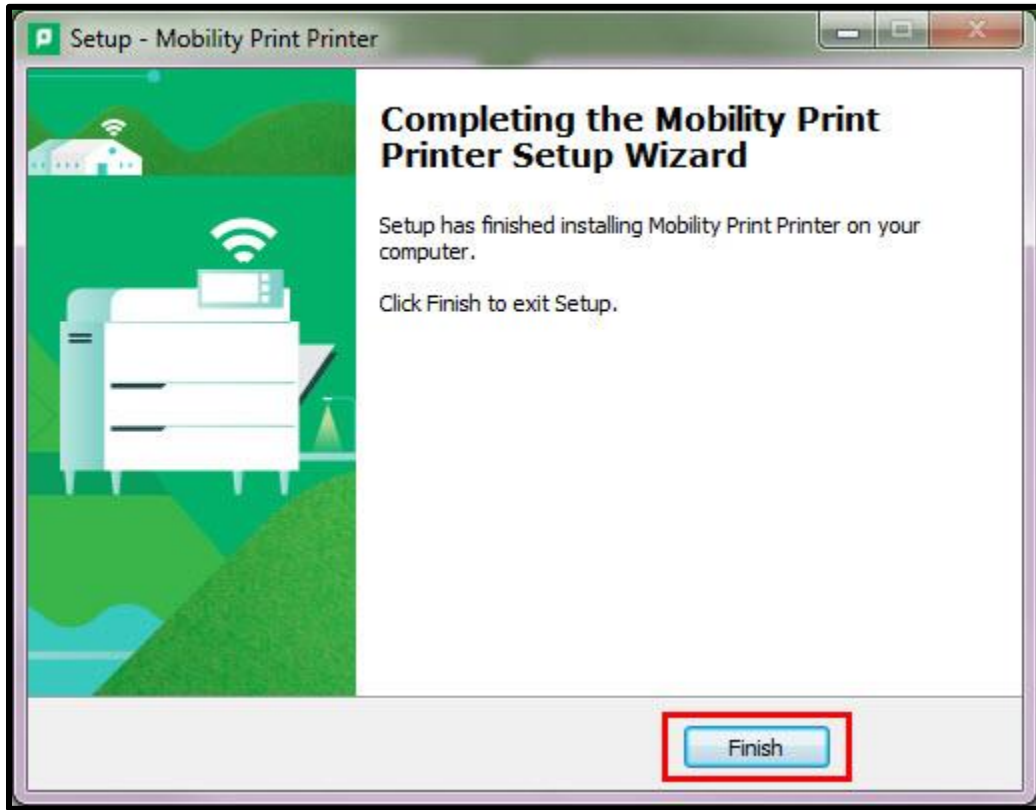 Setup - Mobility Print Printer
Completing the Mobility Print
Printer Setup Wizard
Setup has finished installing Mobility Print Printer on your
computer.
Click Finish to exit Setup.
Finish